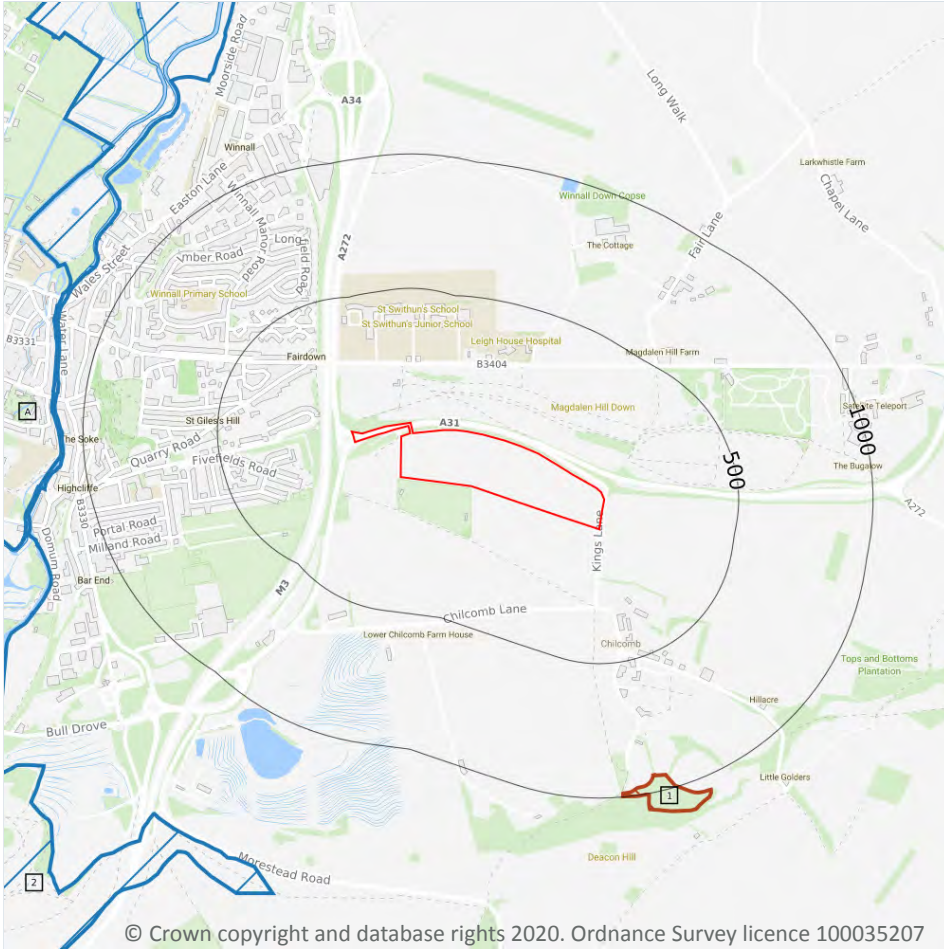 Moorside Road
A34
Long Walk
Winnall
Larkwhistle Farm
Easton Lane
Chapel Lane
Winnall Down Copse
Winnall Manor Road
Fair Lane
The Cottage
Long
field Road
A272
Wales Street
mber Road
Winnall Primary School
St Swithun's School
St Swithun's Junior School
Water Lane
B3331
Leigh House Hospital
Magdalen Hill Farm
Fairdown
B3404
A
St Giles's Hill
Magdalen Hill Down
Satellite Teleport
1000
A31
The Soke
Quarry Road
Fivefields Road
500
The Bugalow
Highcliffe
B3330
A272
Portal Road
Milland Road
Kings Lane
Domum Road
Bar End
M3
Chilcomb Lane
Lower Chilcomb Farm House
Chilcomb
Tops and Bottoms
Plantation
Hillacre
Bull Drove
Little Golders
1
Deacon Hill
2
Morestead Road
© Crown copyright and database rights 2020. Ordnance Survey licence 100035207